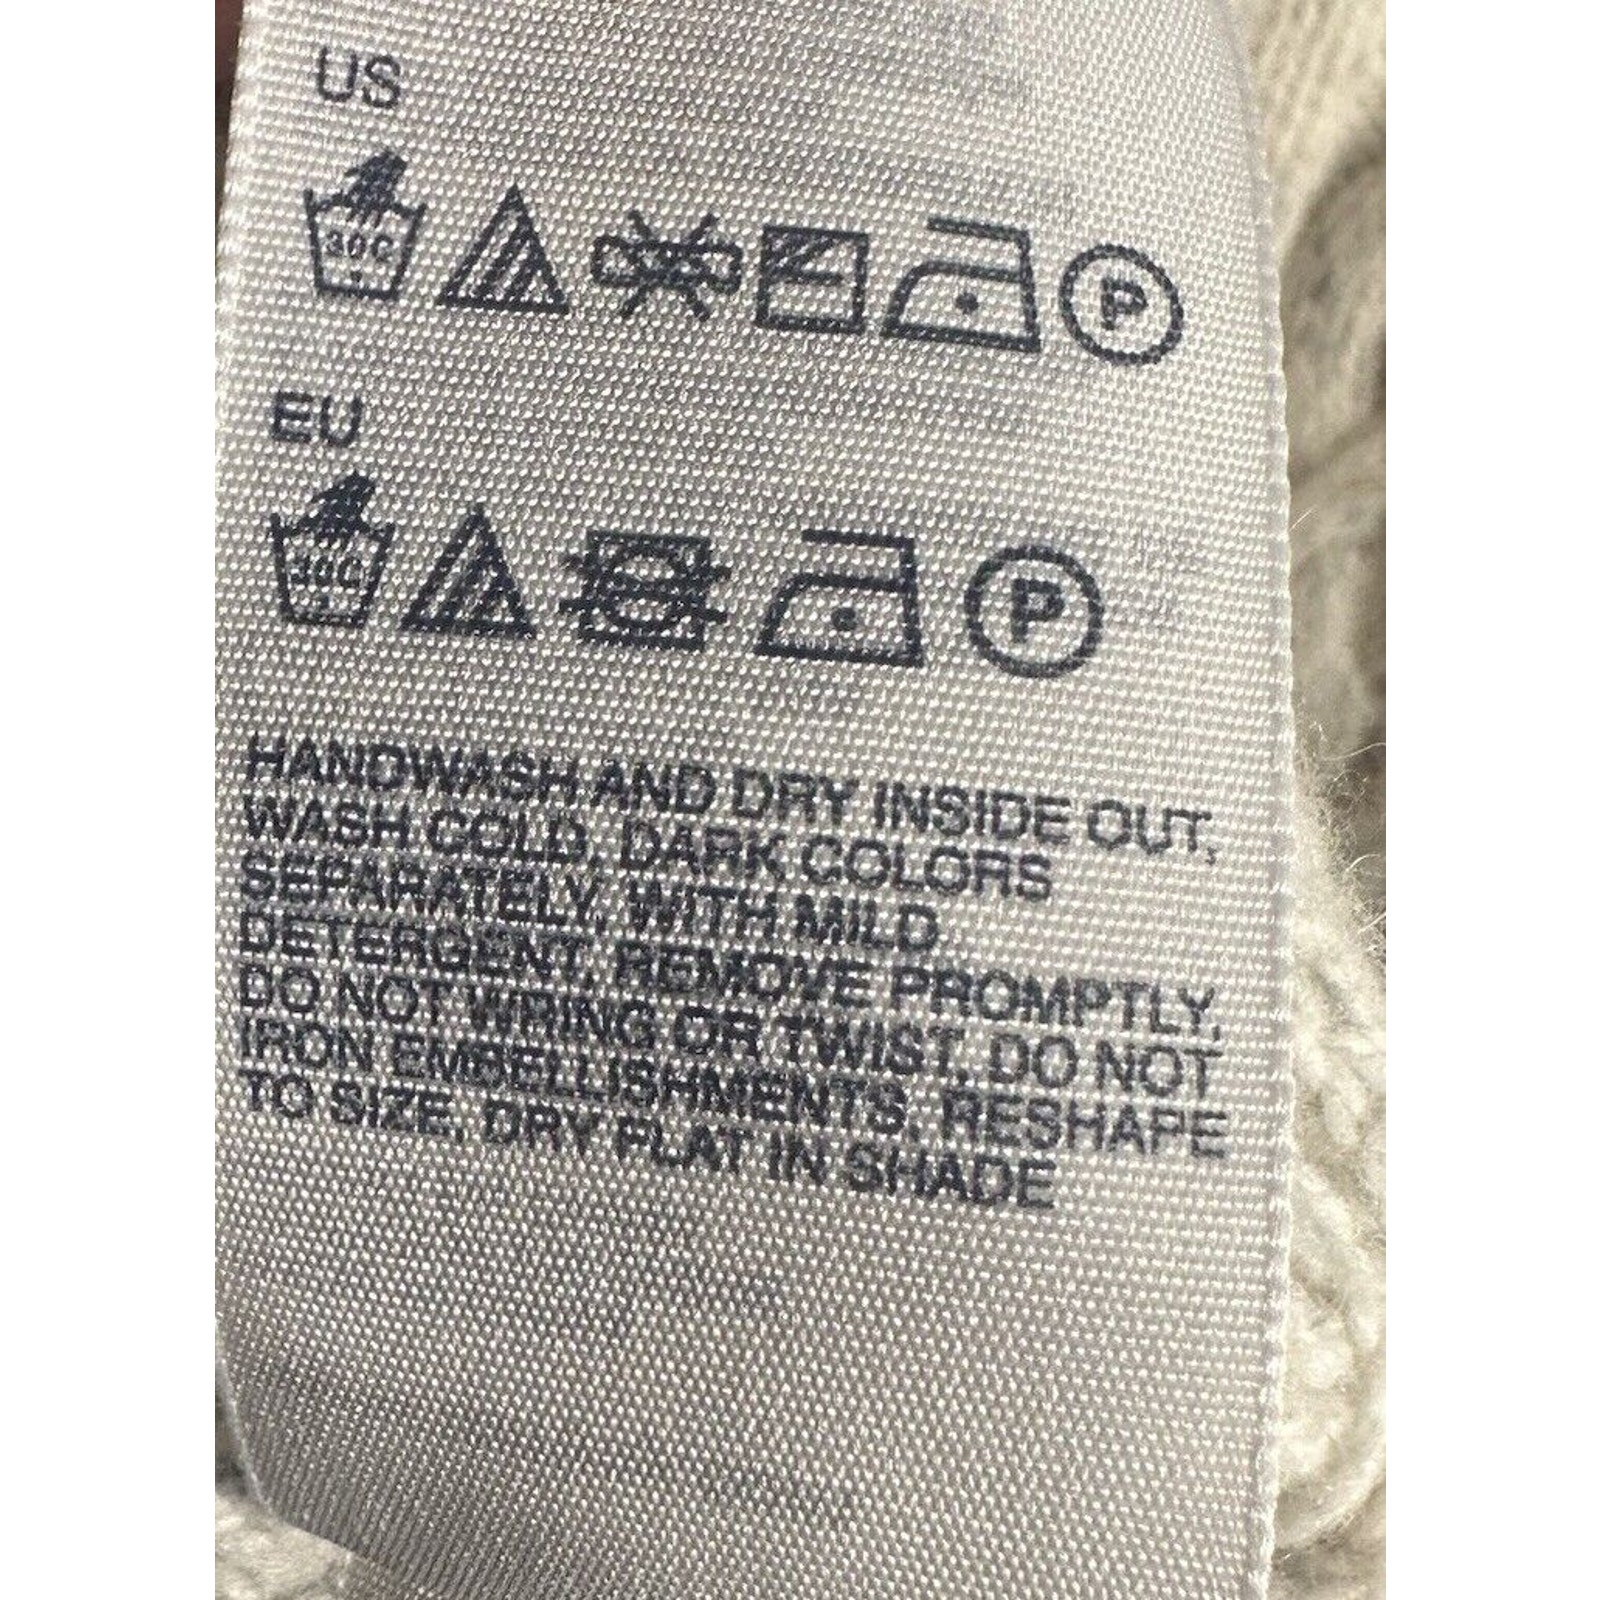 US
30C
P
EU
30C
P
HANDWASH AND DRY INSIDE OUT,
WASH COLD, DARK COLORS
SEPARATELY, WITH MILD
DETERGENT, REMOVE PROMPTLY,
DO NOT WRING OR TWIST, DO NOT
IRON EMBELLISHMENTS, RESHAPE
TO SIZE, DRY FLAT IN SHADE